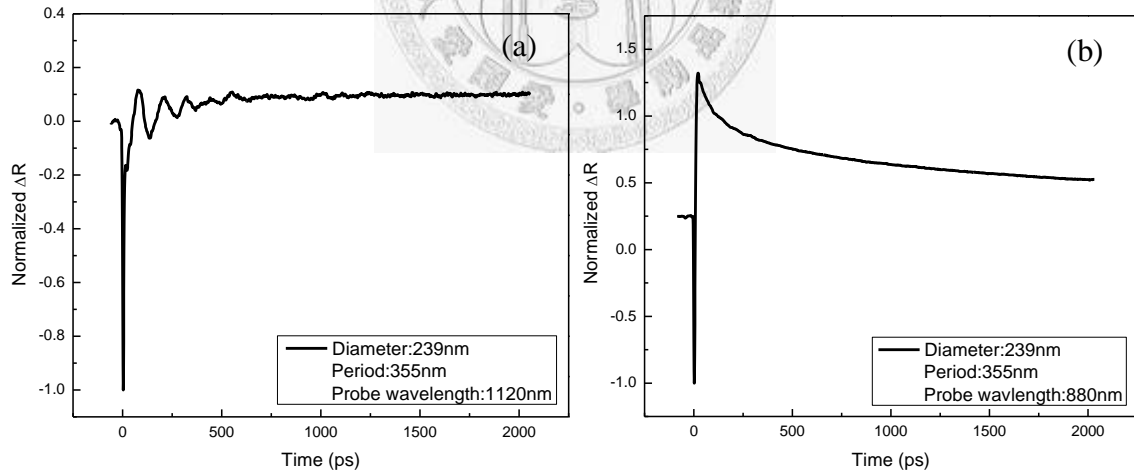 (a)
0.4
0.2
0.0
-0.2
-0.4
-0.6
-0.8
-1.0
Normalized ΔR
0
500
1000
1500
2000
Time (ps)
Diameter:239nm
Period:355nm
Probe wavelength:1120nm
(b)
1.5
1.0
0.5
0.0
-0.5
-1.0
Normalized ΔR
0
500
1000
1500
2000
Time (ps)
Diameter:239nm
Period:355nm
Probe wavlength:880nm